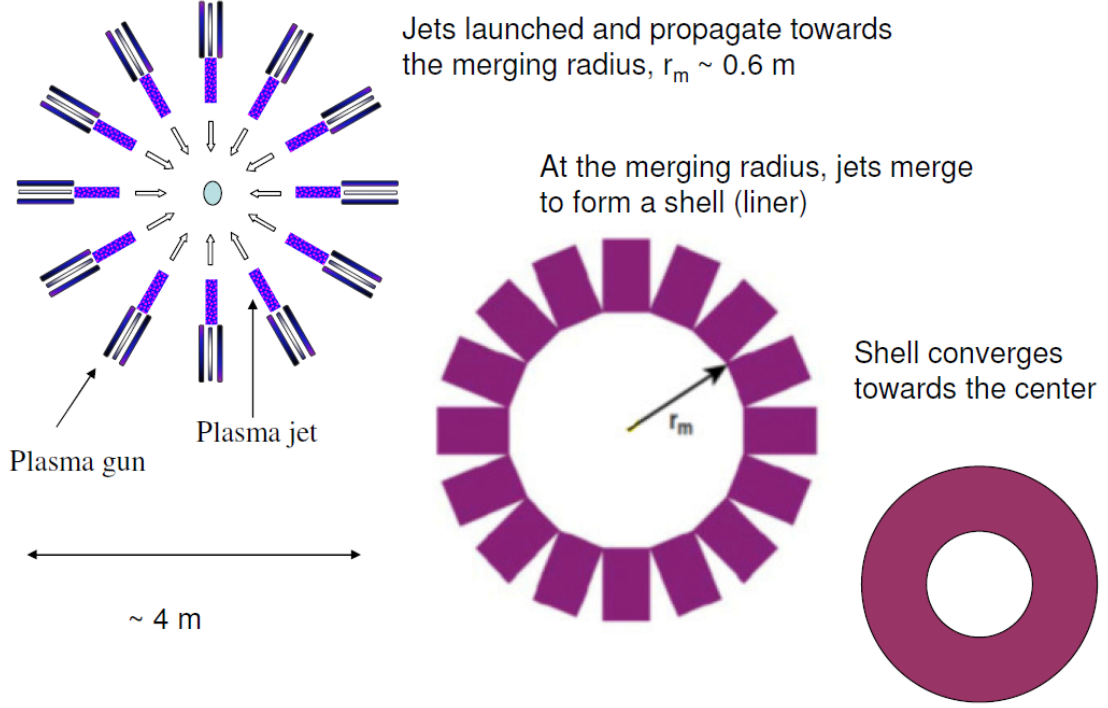 Jets launched and propagate towards
the merging radius, rm ~ 0.6 m
At the merging radius, jets merge
to form a shell (liner)
rm
Shell converges
towards the center
Plasma jet
Plasma gun
~ 4 m